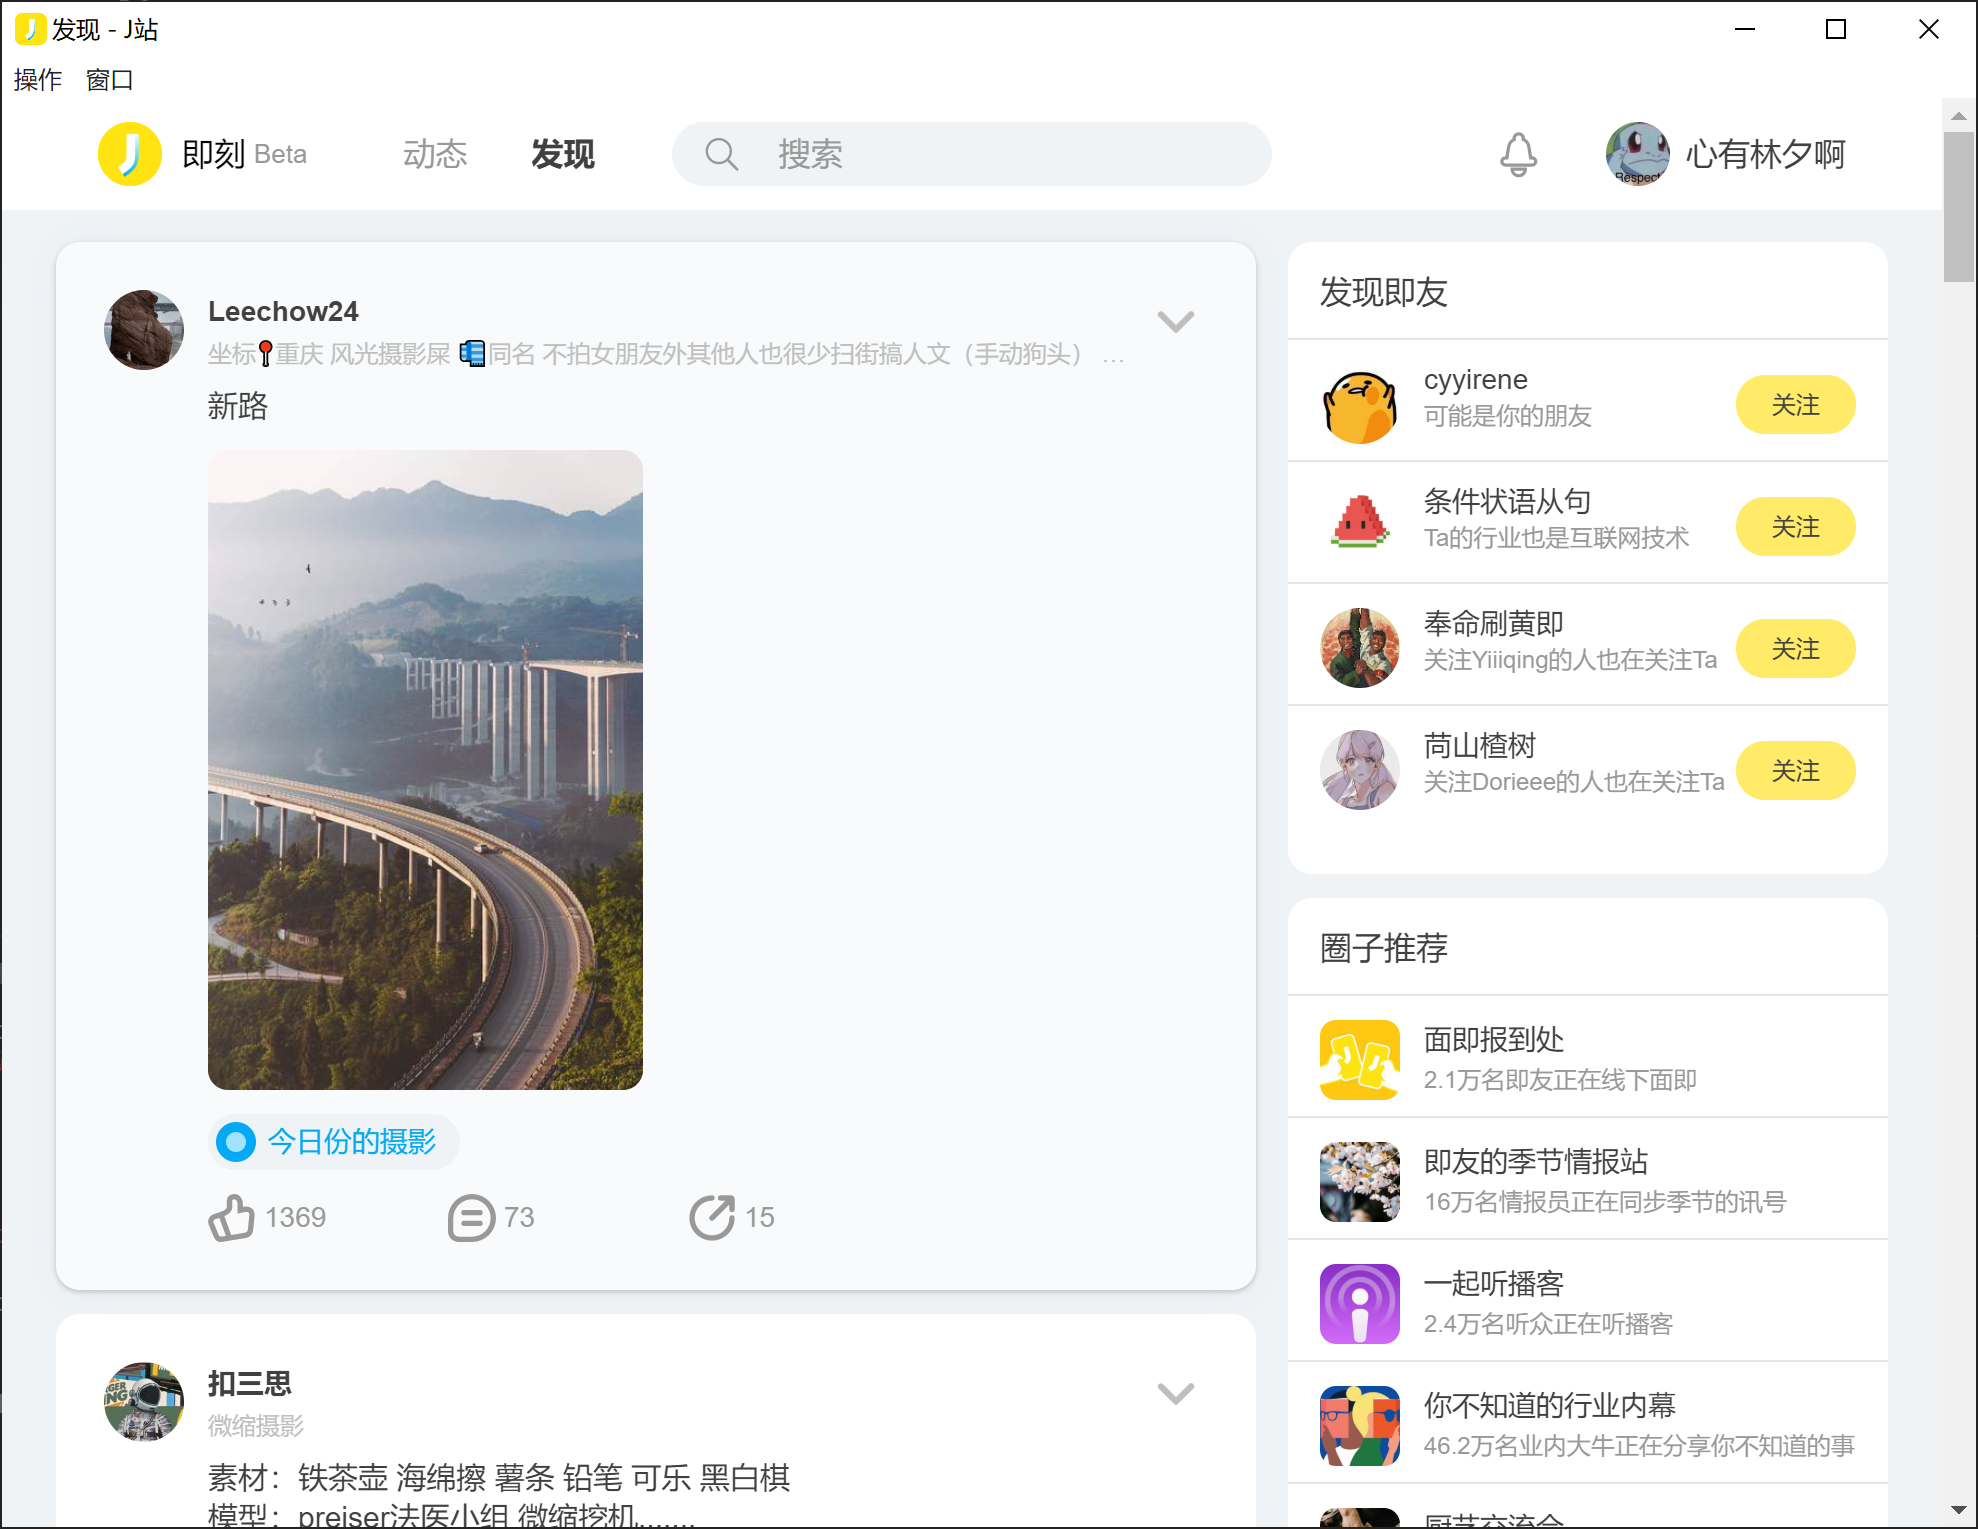 发现 - J站
操作 窗口
即刻 Beta 动态 发现 搜索 心有林夕啊
Respect
Leechow24
坐标📍重庆 风光摄影屎 同名 不拍女朋友外其他人也很少扫街搞人文（手动狗头） ...
新路
今日份的摄影
1369 73 15
扣三思
微缩摄影
素材：铁茶壶 海绵擦 薯条 铅笔 可乐 黑白棋
模型：preiser法医小组 微缩挖机.......
发现即友
cyyirene
可能是你的朋友
关注
条件状语从句
Ta的行业也是互联网技术
关注
奉命刷黄即
关注Yiiiqing的人也在关注Ta
关注
苘山楂树
关注Dorieee的人也在关注Ta
关注
圈子推荐
面即报到处
2.1万名即友正在线下面即
即友的季节情报站
16万名情报员正在同步季节的讯号
一起听播客
2.4万名听众正在听播客
你不知道的行业内幕
46.2万名业内大牛正在分享你不知道的事
厨艺交流会